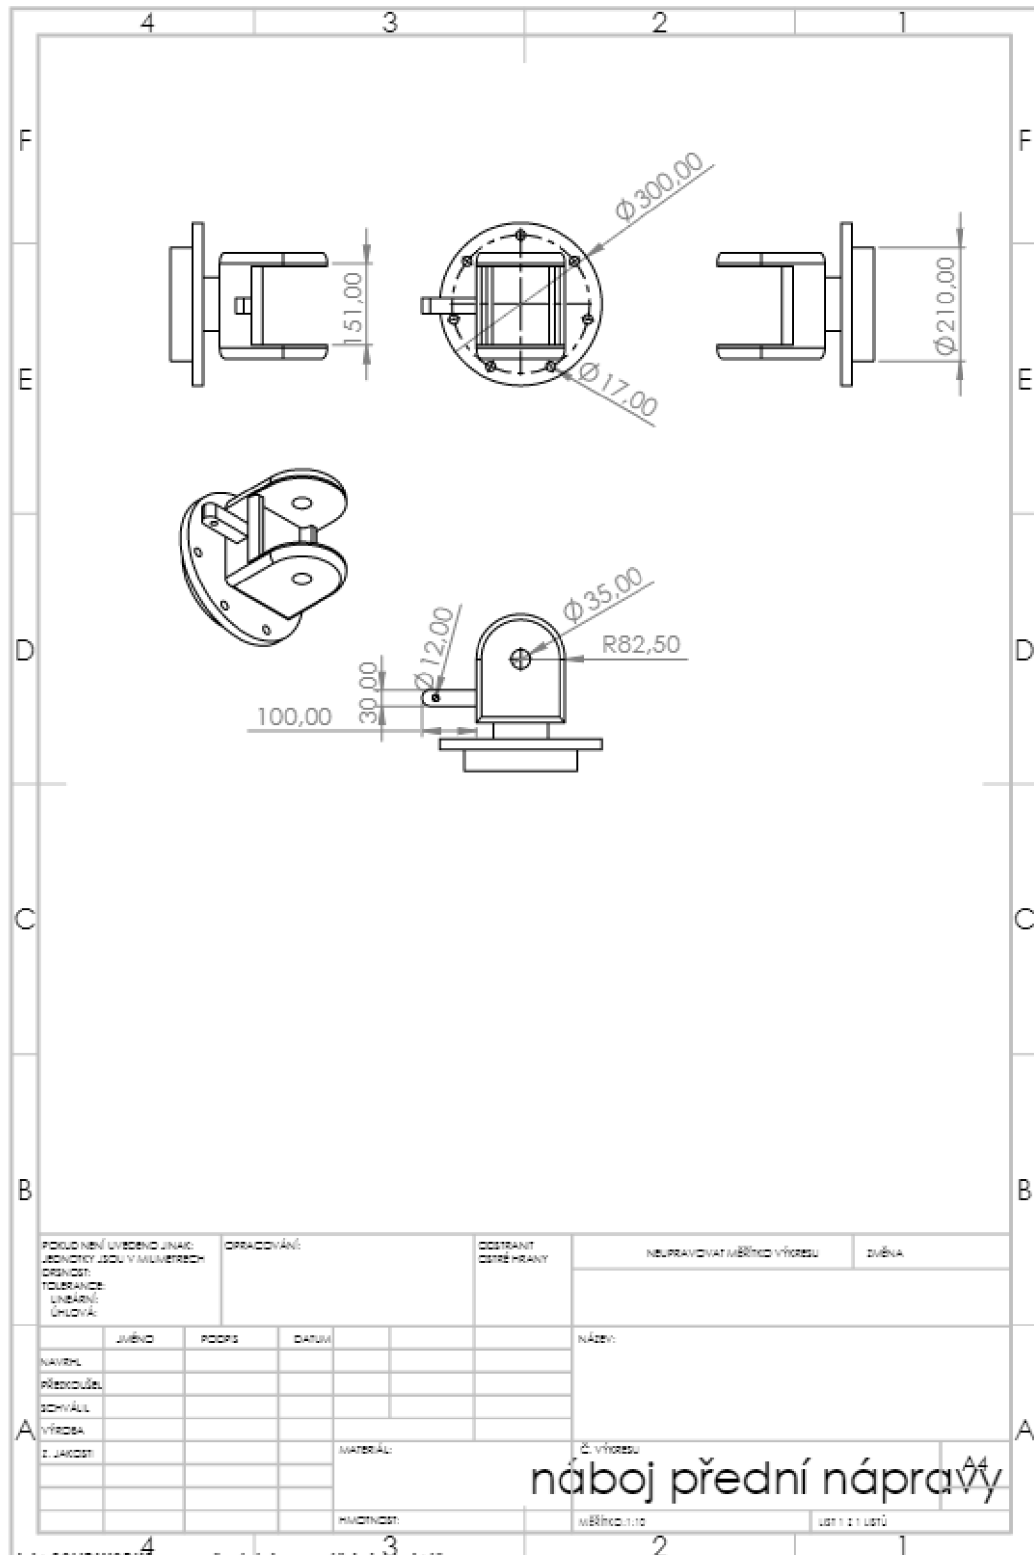 4 3 2 1
F F
Ø300,00
151,00
Ø210,00
E E
Ø17,00
Ø35,00
Ø12,00
R82,50
D D
30,00
100,00
C C
B B
POKUD NENÍ UVEDENO JINAK:
JEDNOTKY JSOU V MILIMETRECH
DRSNOST:
TOLERANCE:
LINEÁRNÍ:
ÚHLOVÁ:
OPRACOVÁNÍ:
ODSTRANIT
OSTRÉ HRANY
NEUPRAVOVAT MĚŘÍTKO VÝKRESU
ZMĚNA
JMÉNO PODPIS DATUM
NÁZEV:
NAVRHL
PŘEZKOUŠEL
SCHVÁLIL
VÝROBA
A A
Z. JAKOSTI
MATERIÁL:
Č. VÝKRESU
náboj přední nápravy
A4
HMOTNOST:
MĚŘÍTKO:1:10
LIST 1 Z 1 LISTŮ
4 3 2 1